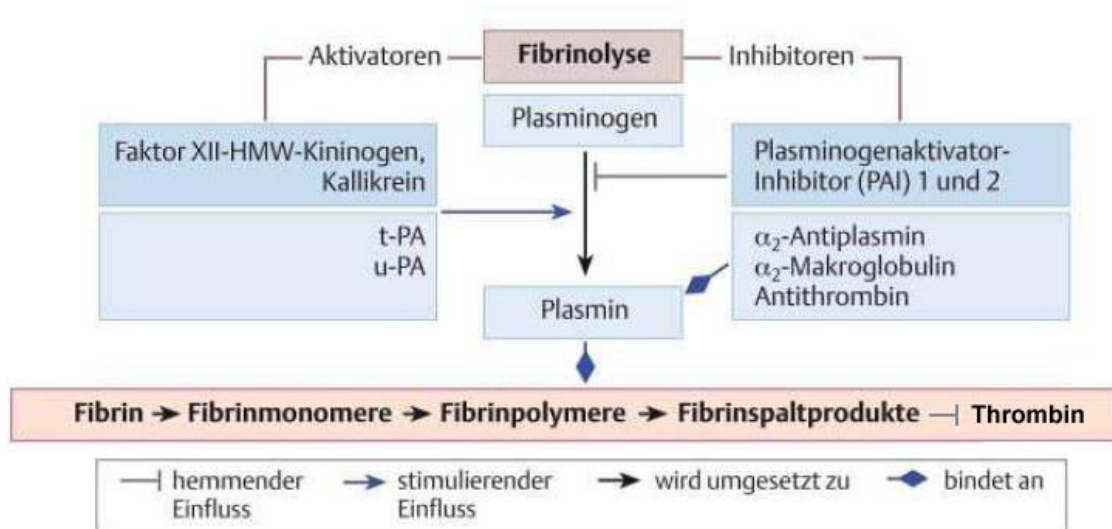 Aktivatoren
Fibrinolyse
Inhibitoren
Plasminogen
Faktor XII-HMW-Kininogen,
Kallikrein
t-PA
u-PA
Plasminogenaktivator-
Inhibitor (PAI) 1 und 2
α₂-Antiplasmin
α₂-Makroglobulin
Antithrombin
Plasmin
Fibrin → Fibrinmonomere → Fibrinpolymere → Fibrinspaltprodukte ⊣ Thrombin
hemmender
Einfluss
stimulierender
Einfluss
wird umgesetzt zu
bindet an